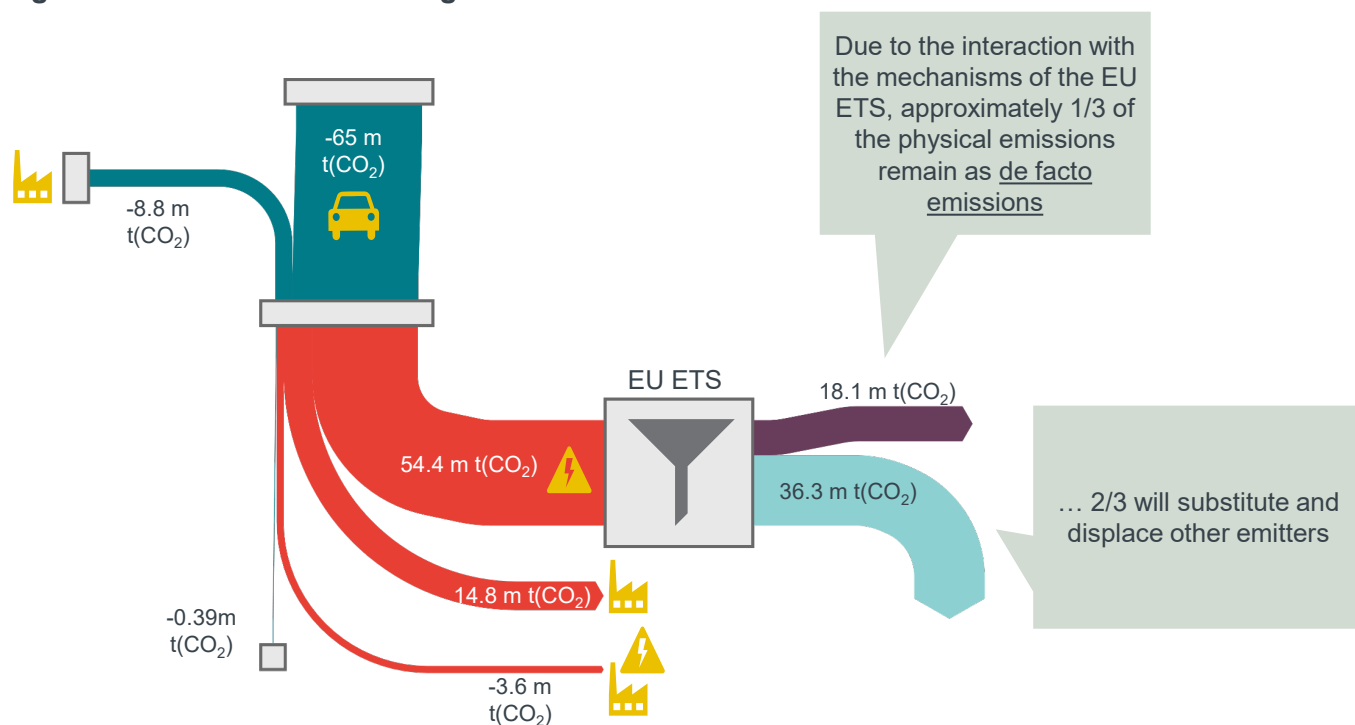 Due to the interaction with
the mechanisms of the EU
ETS, approximately 1/3 of
the physical emissions
remain as de facto
emissions
-65 m
t(CO₂)
-8.8 m
t(CO₂)
EU ETS
18.1 m t(CO₂)
54.4 m t(CO₂)
36.3 m t(CO₂)
… 2/3 will substitute and
displace other emitters
14.8 m t(CO₂)
-0.39m
t(CO₂)
-3.6 m
t(CO₂)